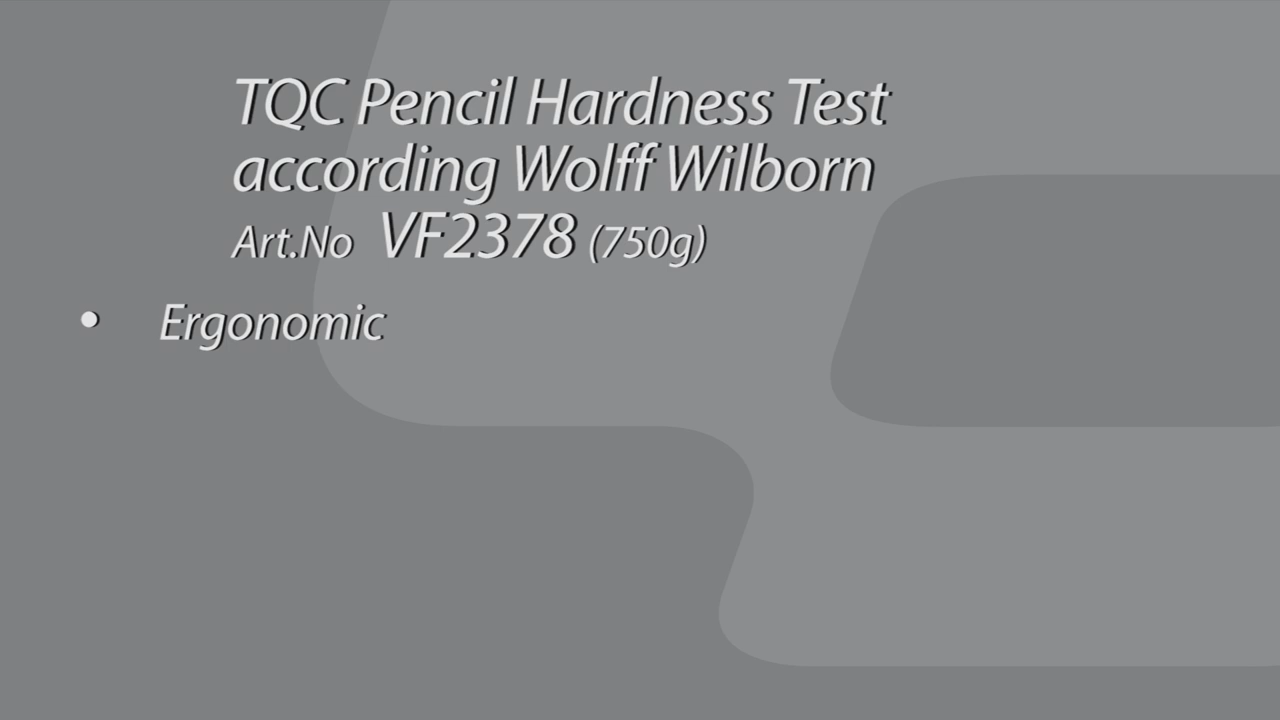 TQC Pencil Hardness Test
according Wolff Wilborn
Art.No VF2378 (750g)
• Ergonomic